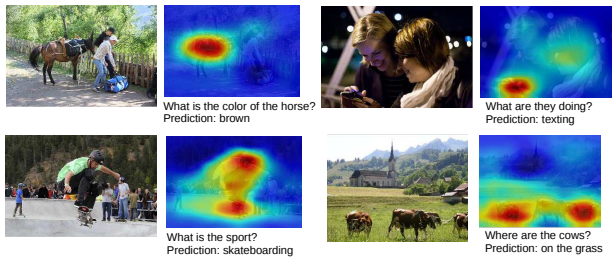 What is the color of the horse?
Prediction: brown
What are they doing?
Prediction: texting
What is the sport?
Prediction: skateboarding
Where are the cows?
Prediction: on the grass